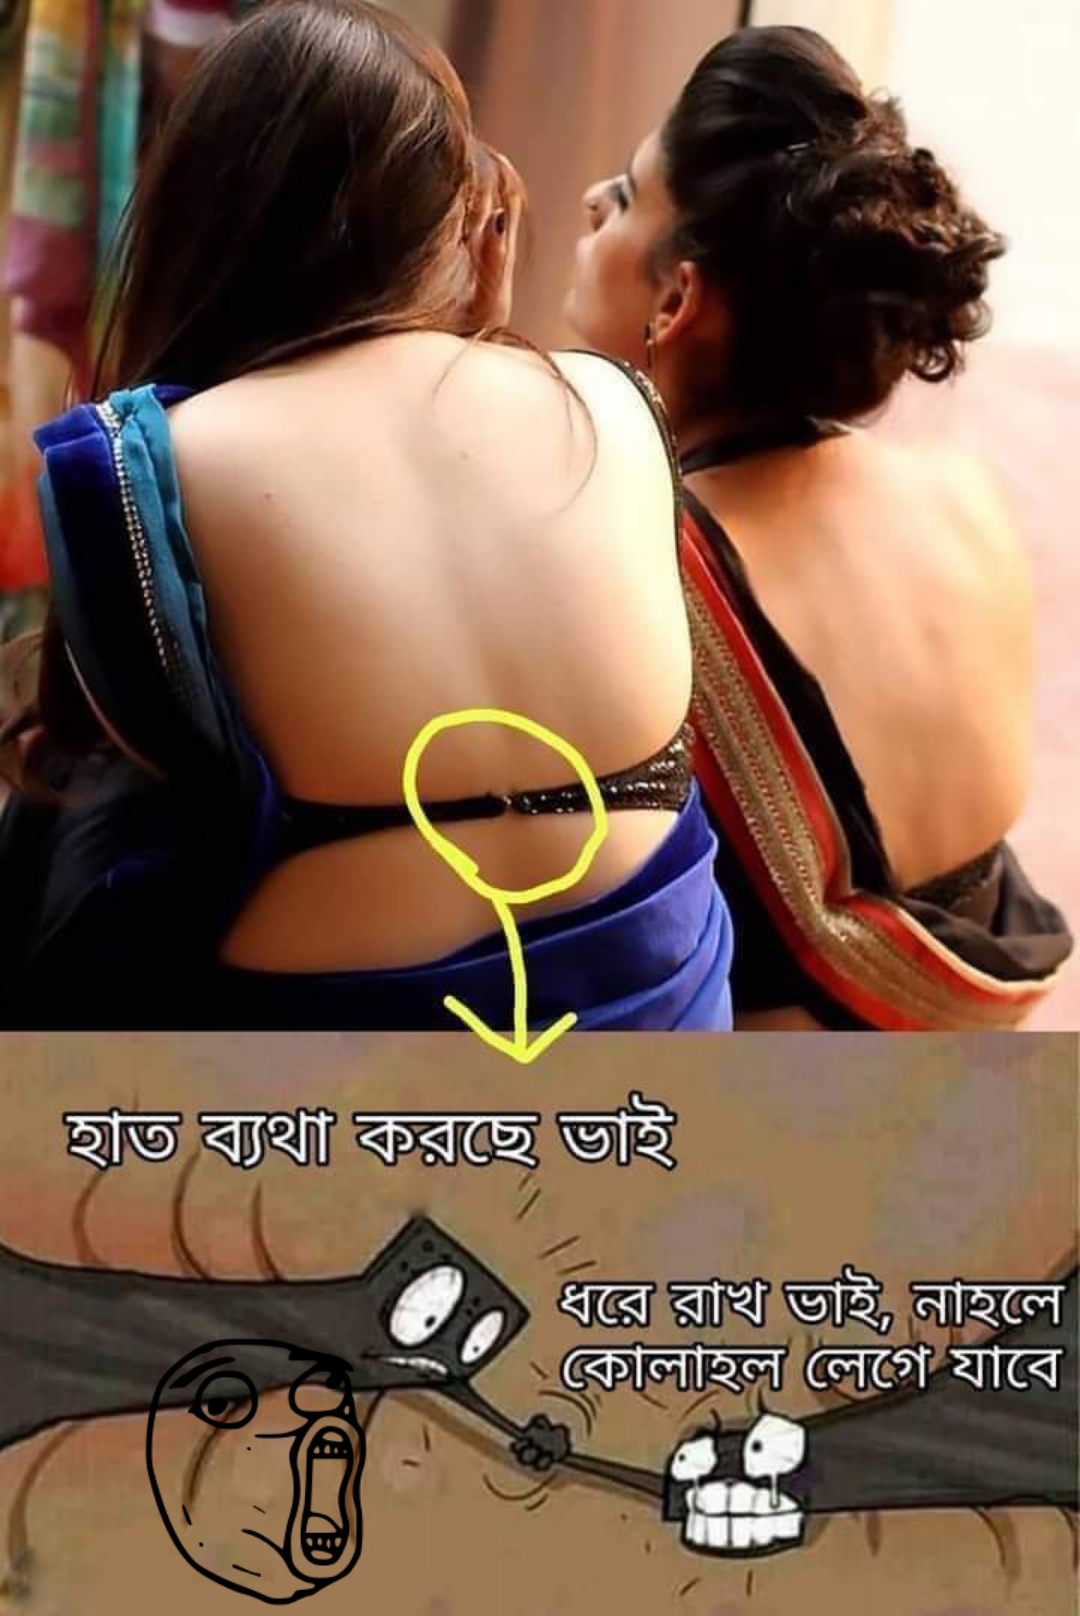 হাত ব্যথা করছে ভাই
ধরে রাখ ভাই, নাহলে
কোলাহল লেগে যাবে